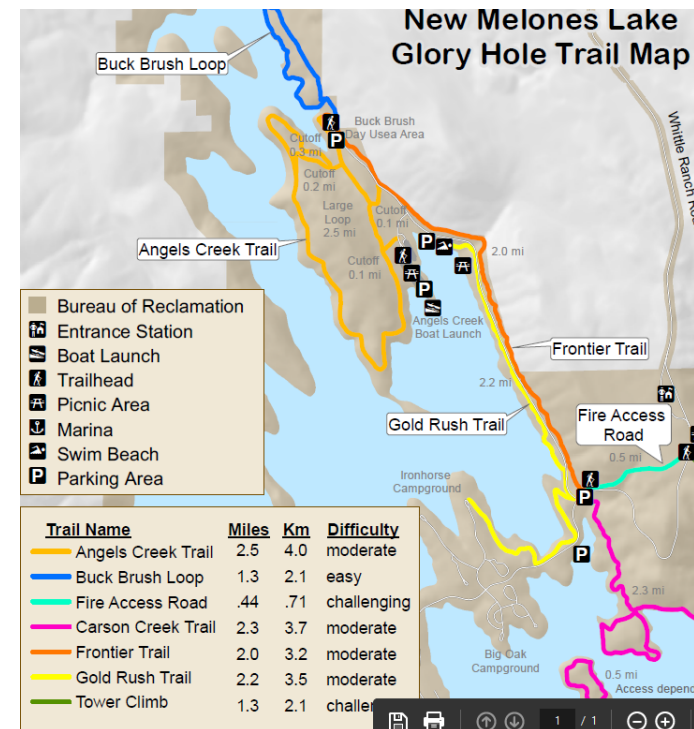 New Melones Lake
Glory Hole Trail Map
Buck Brush Loop
Buck Brush
Day Usea Area
Cutoff
0.3 mi
Cutoff
0.2 mi
Large
Loop
2.5 mi
Cutoff
0.1 mi
Cutoff
0.1 mi
Angels Creek Trail
Whittle Ranch
P
P
P
2.0 mi
Angels Creek
Boat Launch
Frontier Trail
2.2 mi
Gold Rush Trail
Fire Access
Road
0.5 mi
P
P
Ironhorse
Campground
2.3 mi
Big Oak
Campground
0.5 mi
Access depend
Bureau of Reclamation
Entrance Station
Boat Launch
Trailhead
Picnic Area
Marina
Swim Beach
P Parking Area
Trail Name Miles Km Difficulty
Angels Creek Trail 2.5 4.0 moderate
Buck Brush Loop 1.3 2.1 easy
Fire Access Road .44 .71 challenging
Carson Creek Trail 2.3 3.7 moderate
Frontier Trail 2.0 3.2 moderate
Gold Rush Trail 2.2 3.5 moderate
Tower Climb 1.3 2.1
1 / 1